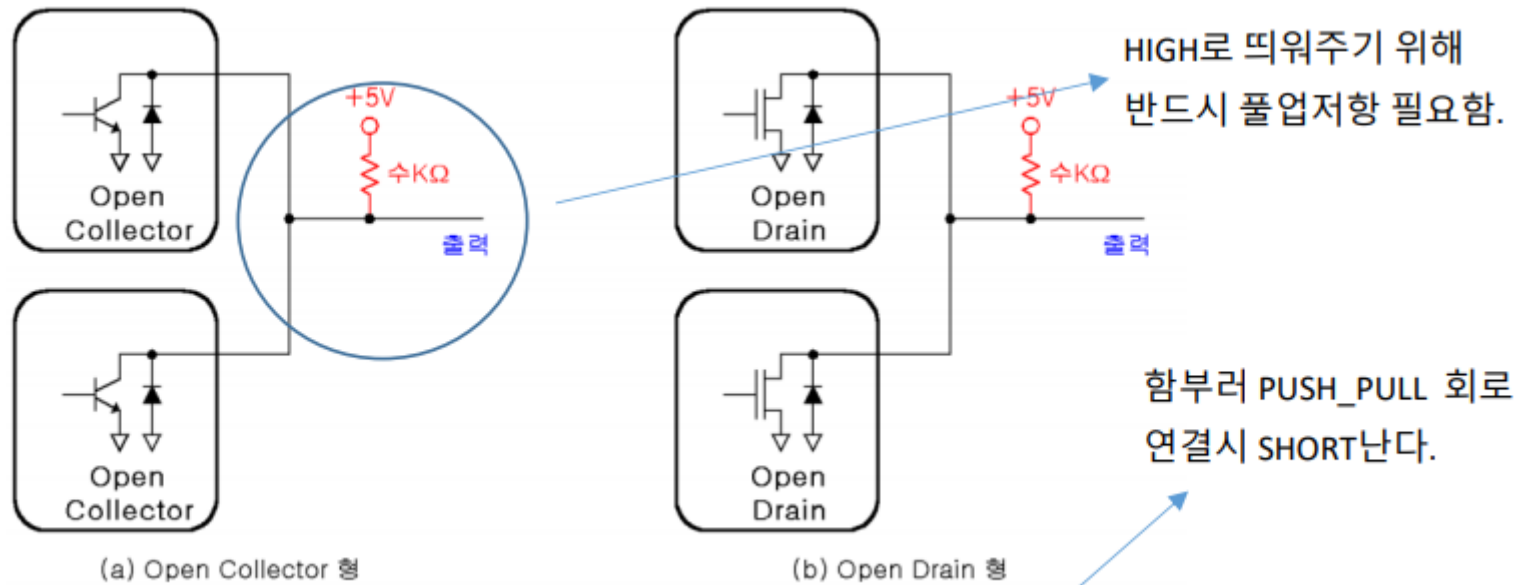 +5V
수KΩ
Open
Collector
출력
Open
Collector
(a) Open Collector 형
+5V
수KΩ
Open
Drain
출력
Open
Drain
(b) Open Drain 형
HIGH로 띄워주기 위해
반드시 풀업저항 필요함.
함부러 PUSH_PULL 회로
연결시 SHORT난다.